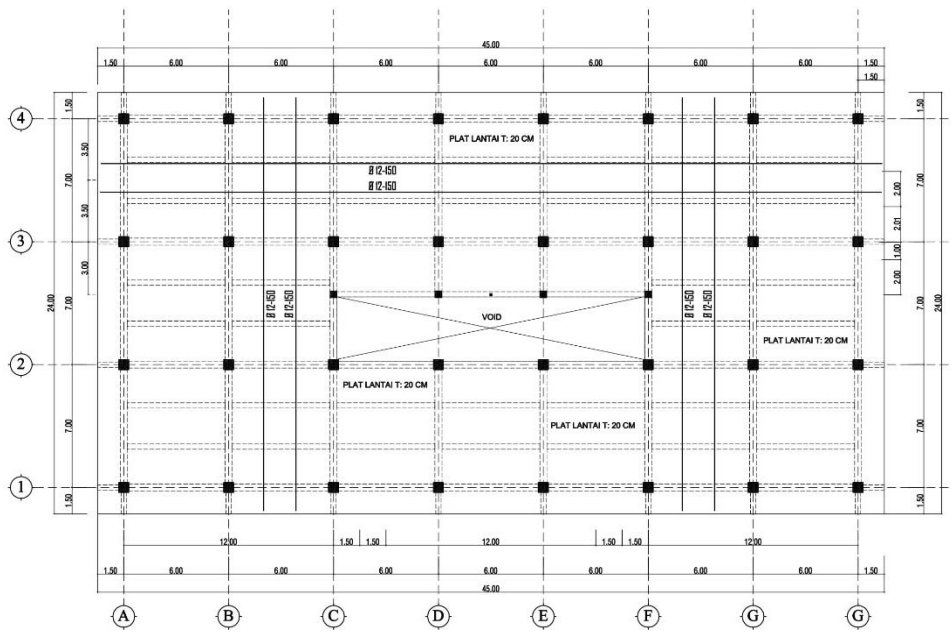 45.00
1.50 6.00 6.00 6.00 6.00 6.00 6.00 6.00 1.50
1.50
1.50 1.50
4
PLAT LANTAI T: 20 CM
3.50
7.00 7.00
Ø 12-150
Ø 12-150
2.00
3.50 2.01
3
1.00
3.00 2.00
24.00 7.00 Ø 12-150 Ø 12-150 VOID Ø 12-150 Ø 12-150 7.00 24.00
PLAT LANTAI T: 20 CM
2
PLAT LANTAI T: 20 CM
7.00 PLAT LANTAI T: 20 CM 7.00
1
1.50 1.50
12.00 1.50 1.50 12.00 1.50 1.50 12.00
1.50 6.00 6.00 6.00 6.00 6.00 6.00 6.00 1.50
45.00
A B C D E F G G